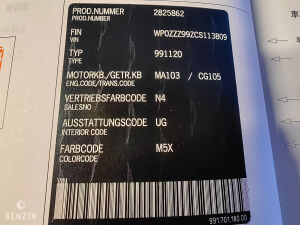 PROD.NUMMER 2825862
PROD.NUMBER
FIN WP0ZZZ99ZCS113809
VIN
TYP 991120
TYPE
MOTORKB./GETR.KB MA103 / CG105
ENG.CODE/TRANS.CODE
VERTRIEBSFARBCODE N4
SALESNO
AUSSTATTUNGSCODE UG
INTERIOR CODE
FARBCODE M5X
COLORCODE
VIN
991.701.180.00
BENZIN